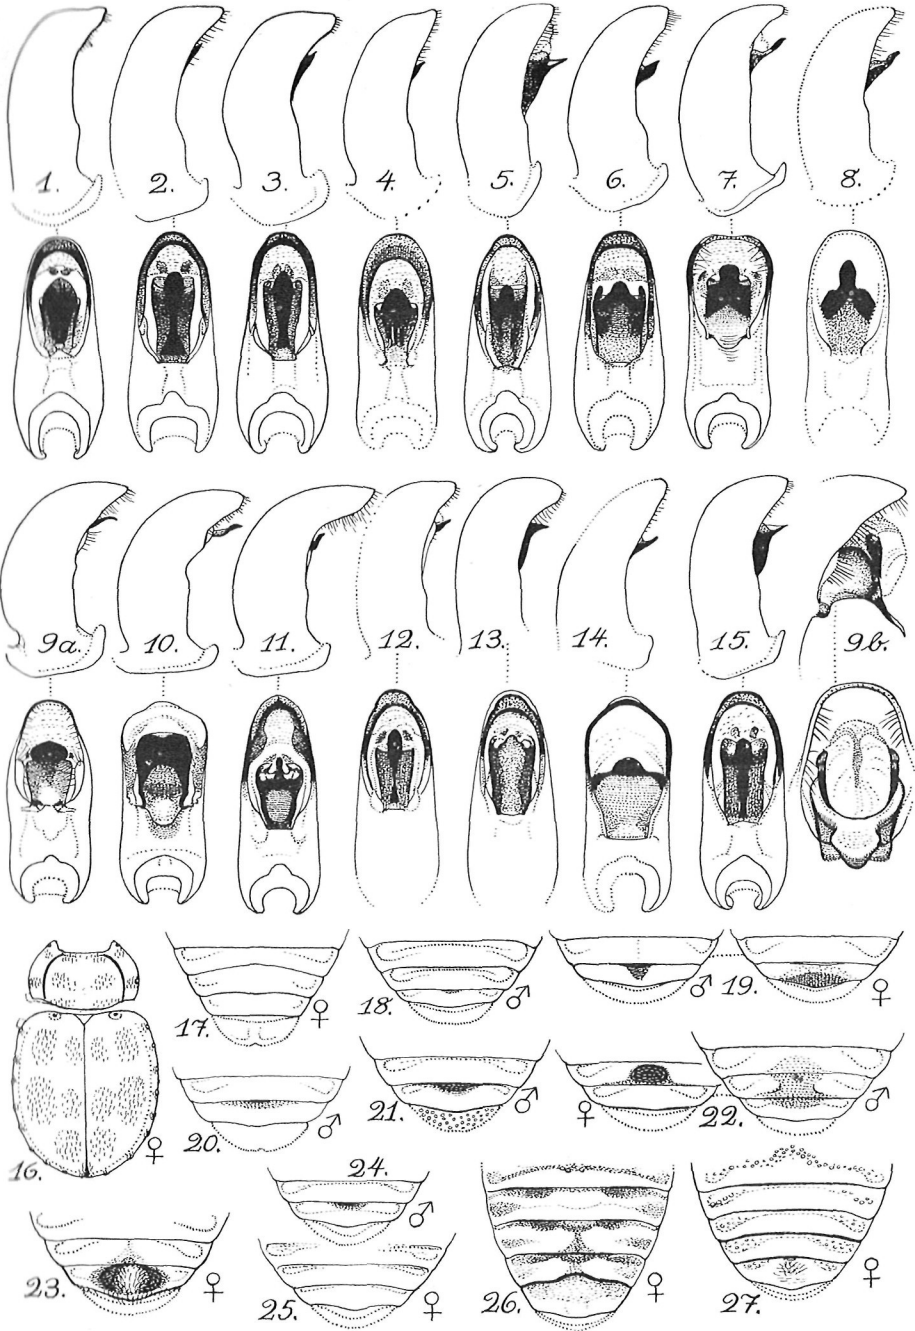 1. 2. 3. 4. 5. 6. 7. 8.
9a. 10. 11. 12. 13. 14. 15. 9b.
16. ♀ 17. ♀ 18. ♂ ♂ 19. ♀
20. ♂ 21. ♂ ♀ 22. ♂
23. ♀ 24. ♂ 25. ♀ 26. ♀ 27. ♀